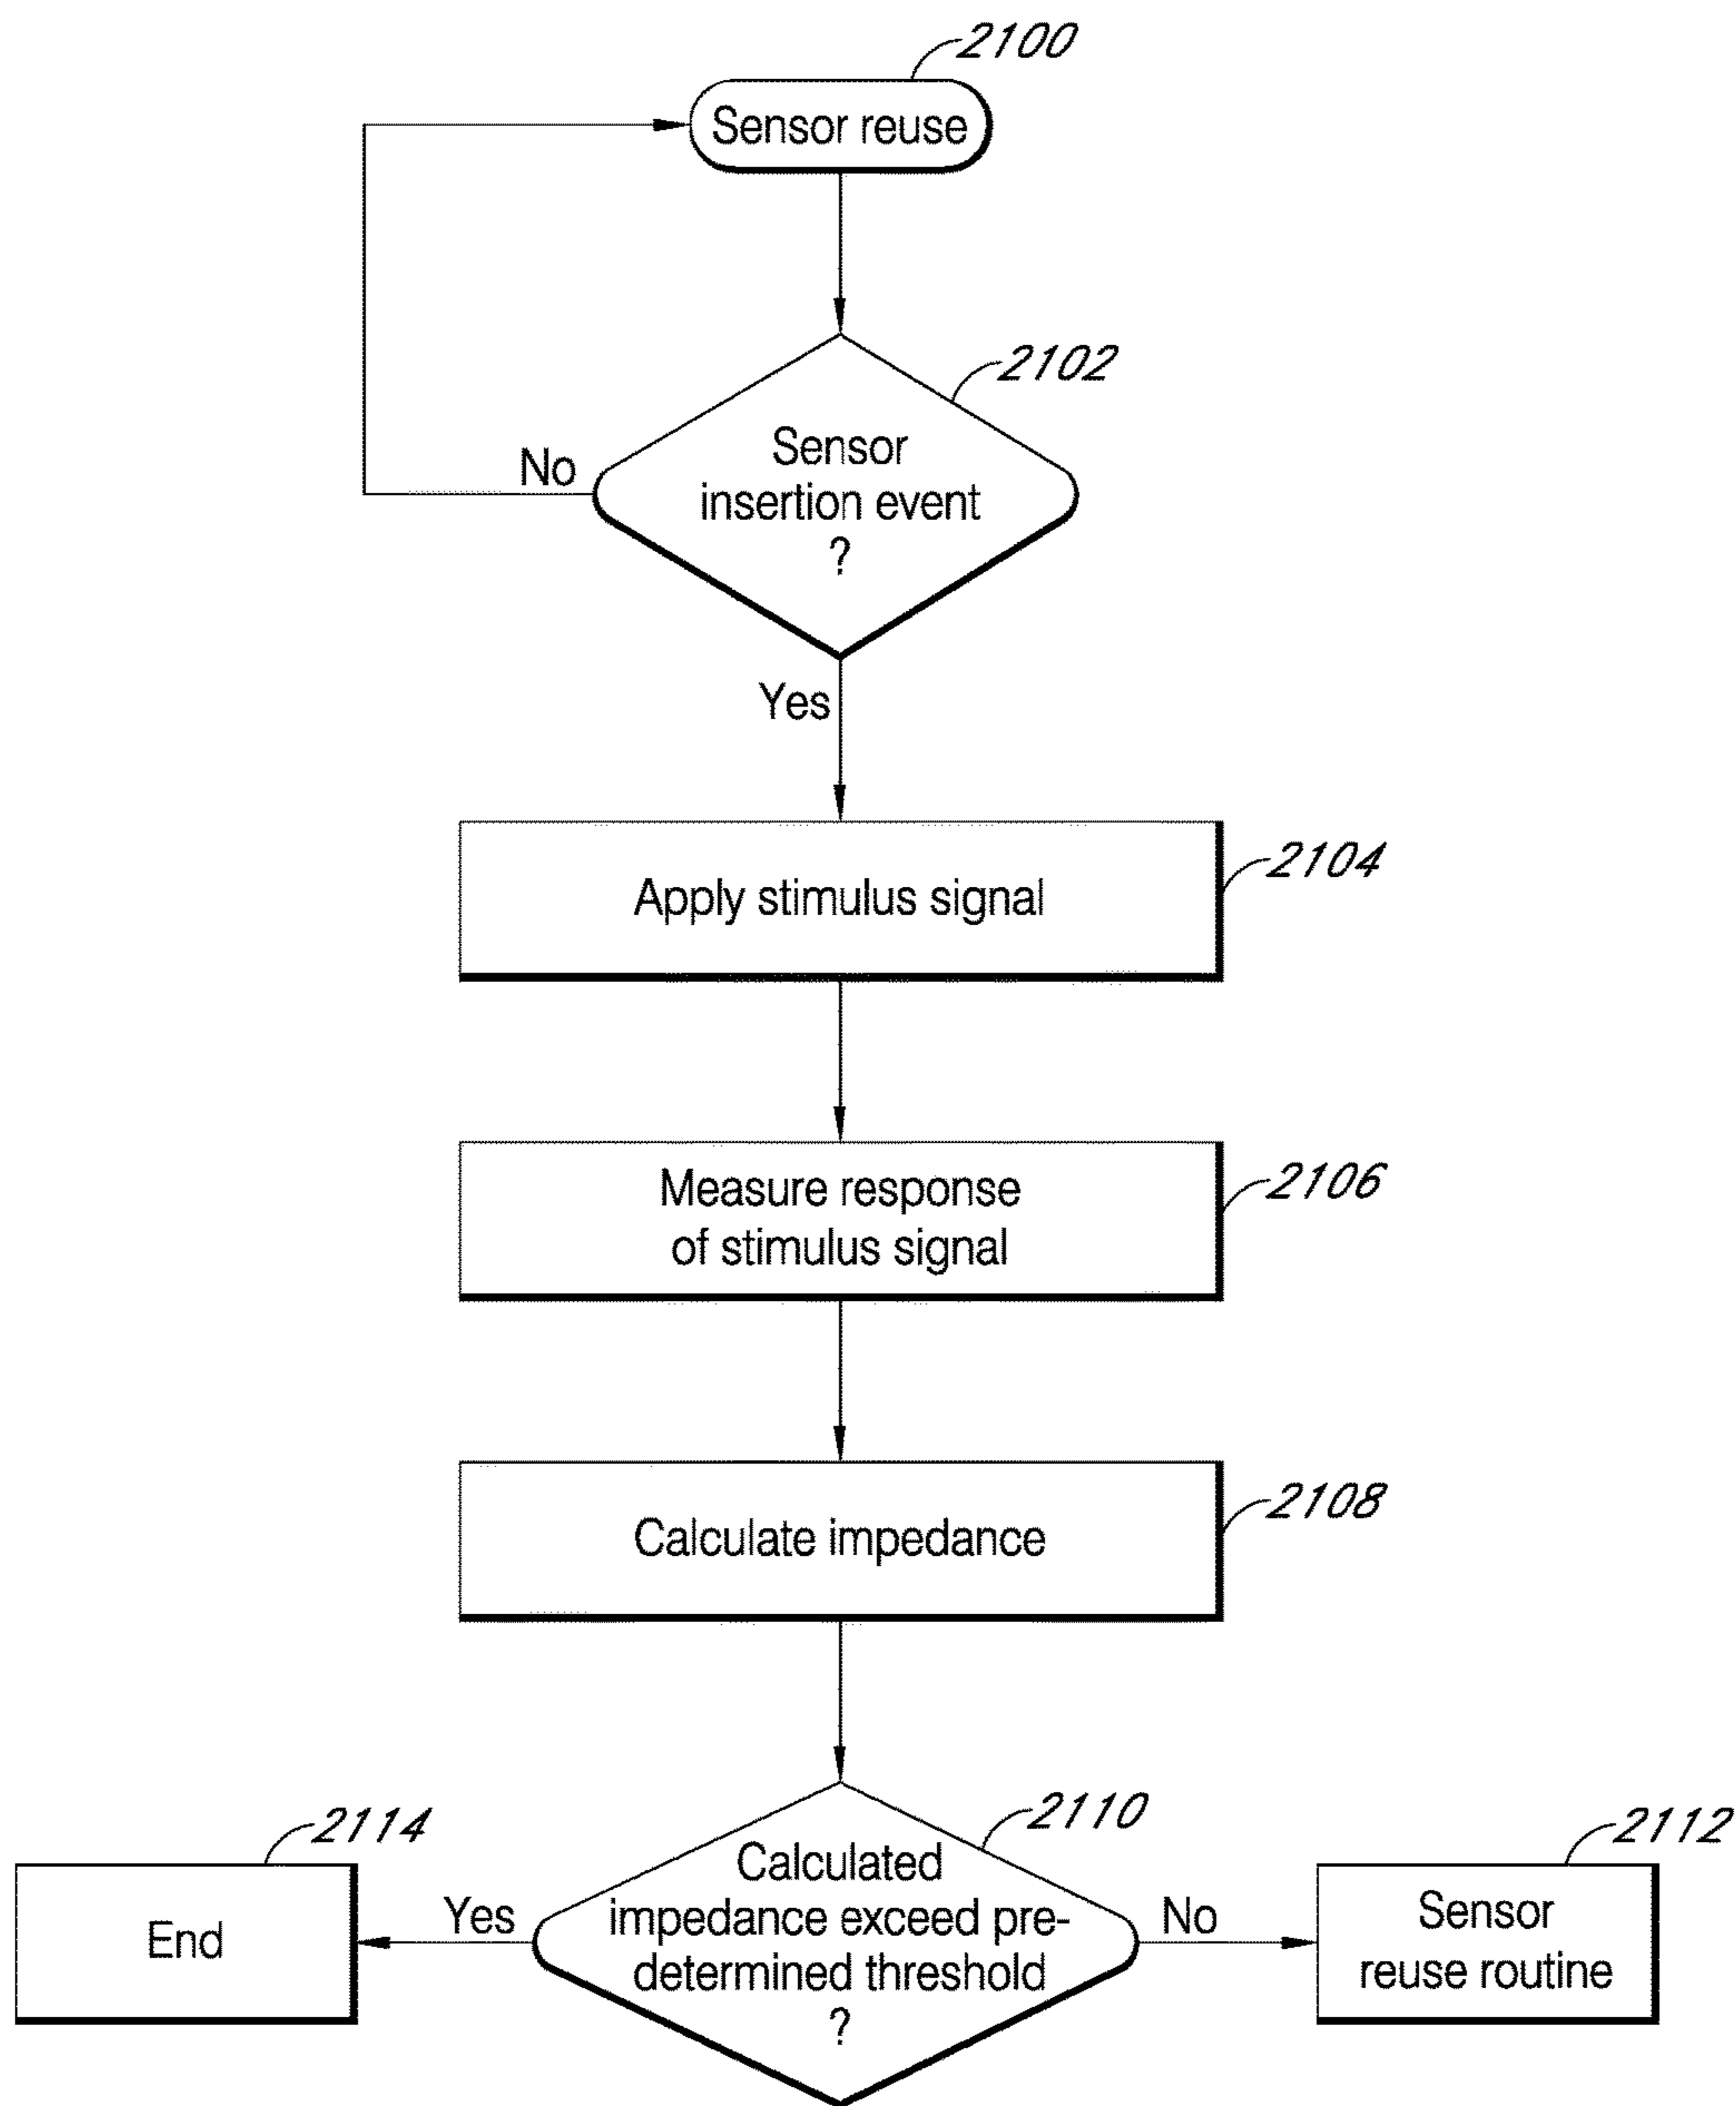 2100
Sensor reuse
2102
Sensor
insertion event
?
No
Yes
2104
Apply stimulus signal
2106
Measure response
of stimulus signal
2108
Calculate impedance
2110
Calculated
impedance exceed pre-
determined threshold
?
Yes
2114
End
No
2112
Sensor
reuse routine